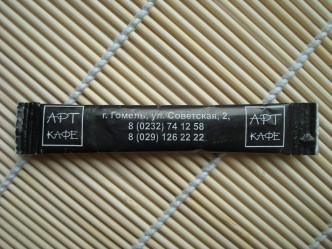 АРТ
КАФЕ
г. Гомель, ул. Советская, 2,
8 (0232) 74 12 58
8 (029) 126 22 22
АРТ
КАФЕ